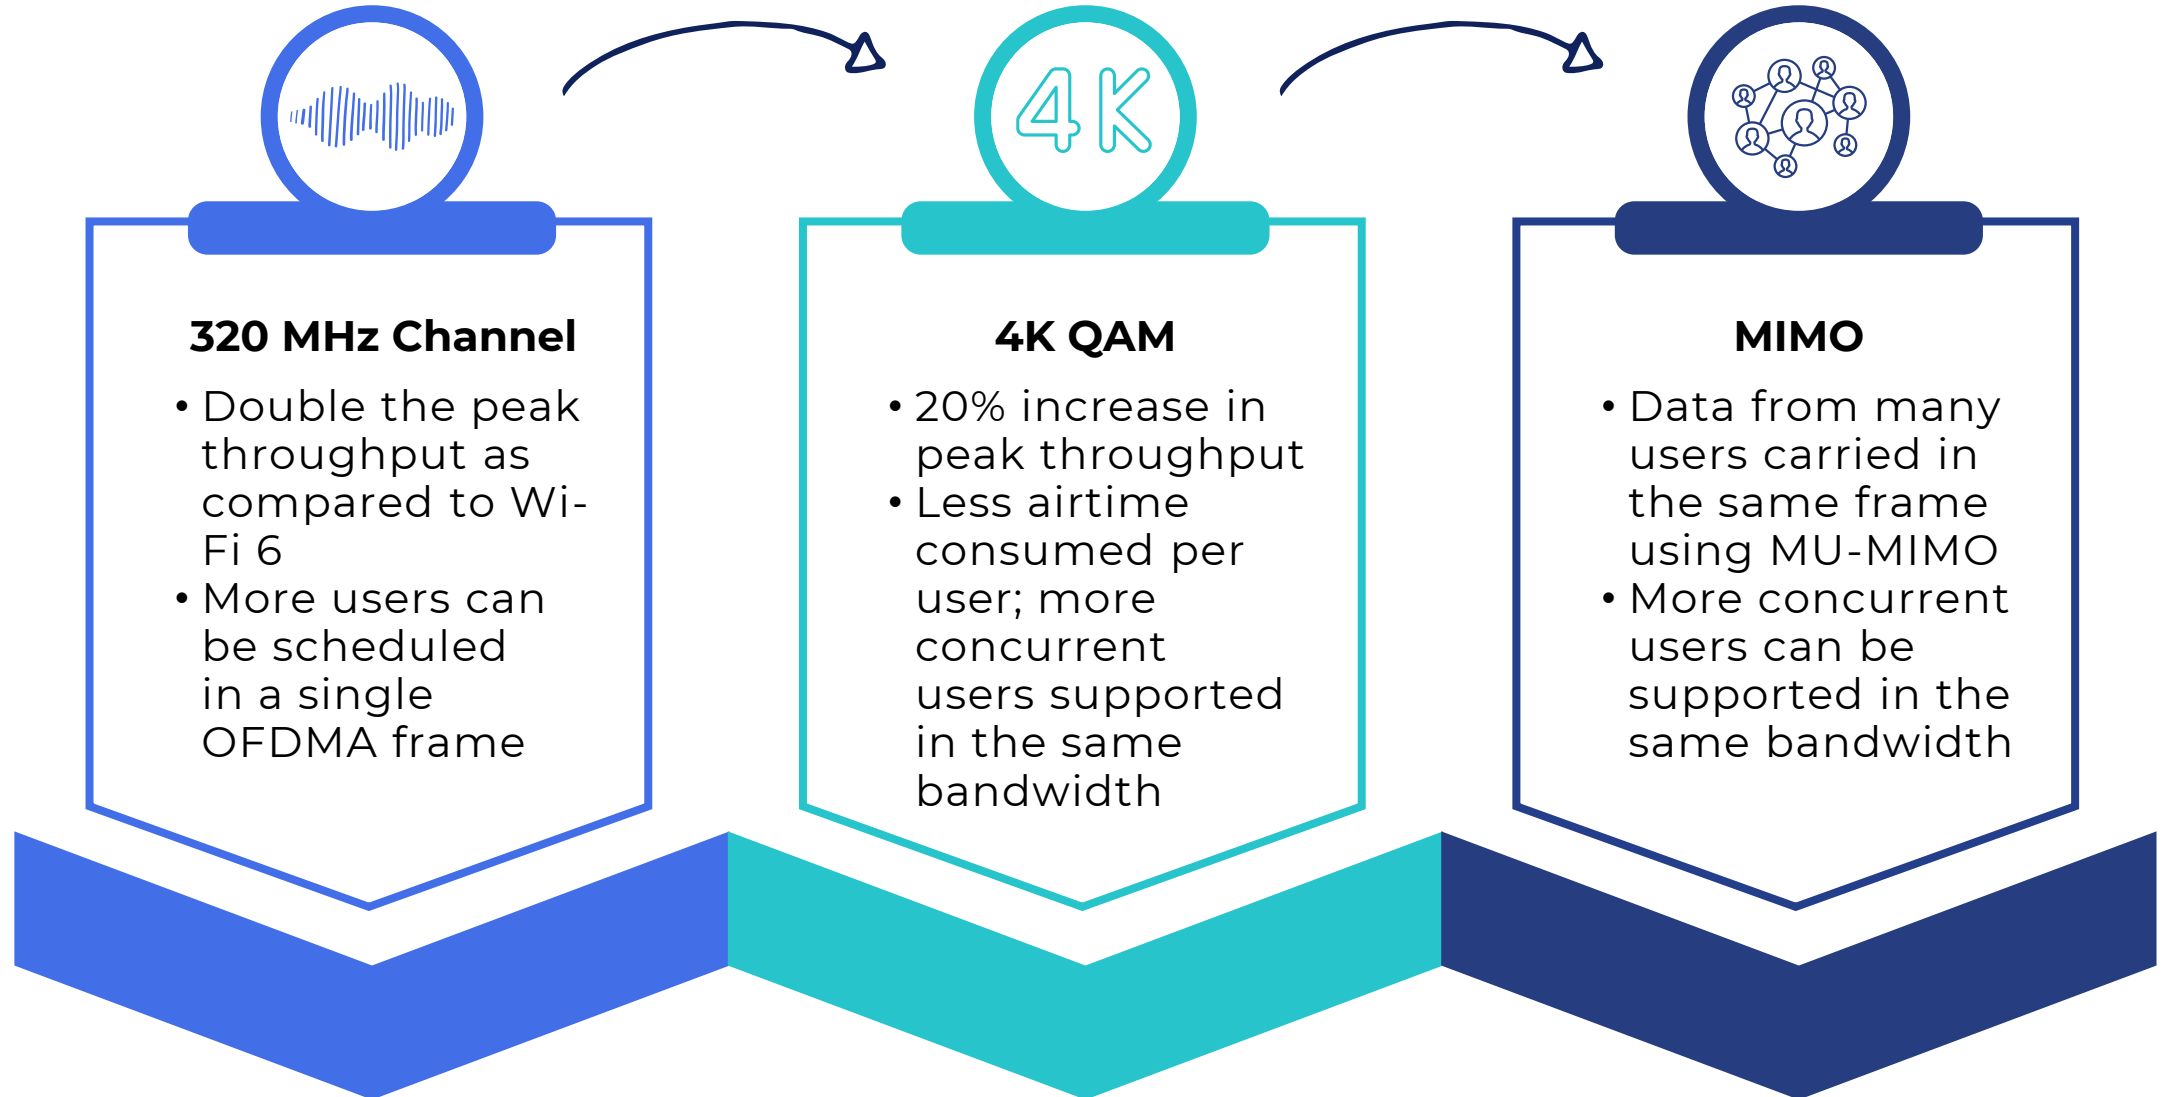 4K
320 MHz Channel
• Double the peak
throughput as
compared to Wi-
Fi 6
• More users can
be scheduled
in a single
OFDMA frame
4K QAM
• 20% increase in
peak throughput
• Less airtime
consumed per
user; more
concurrent
users supported
in the same
bandwidth
MIMO
• Data from many
users carried in
the same frame
using MU-MIMO
• More concurrent
users can be
supported in the
same bandwidth